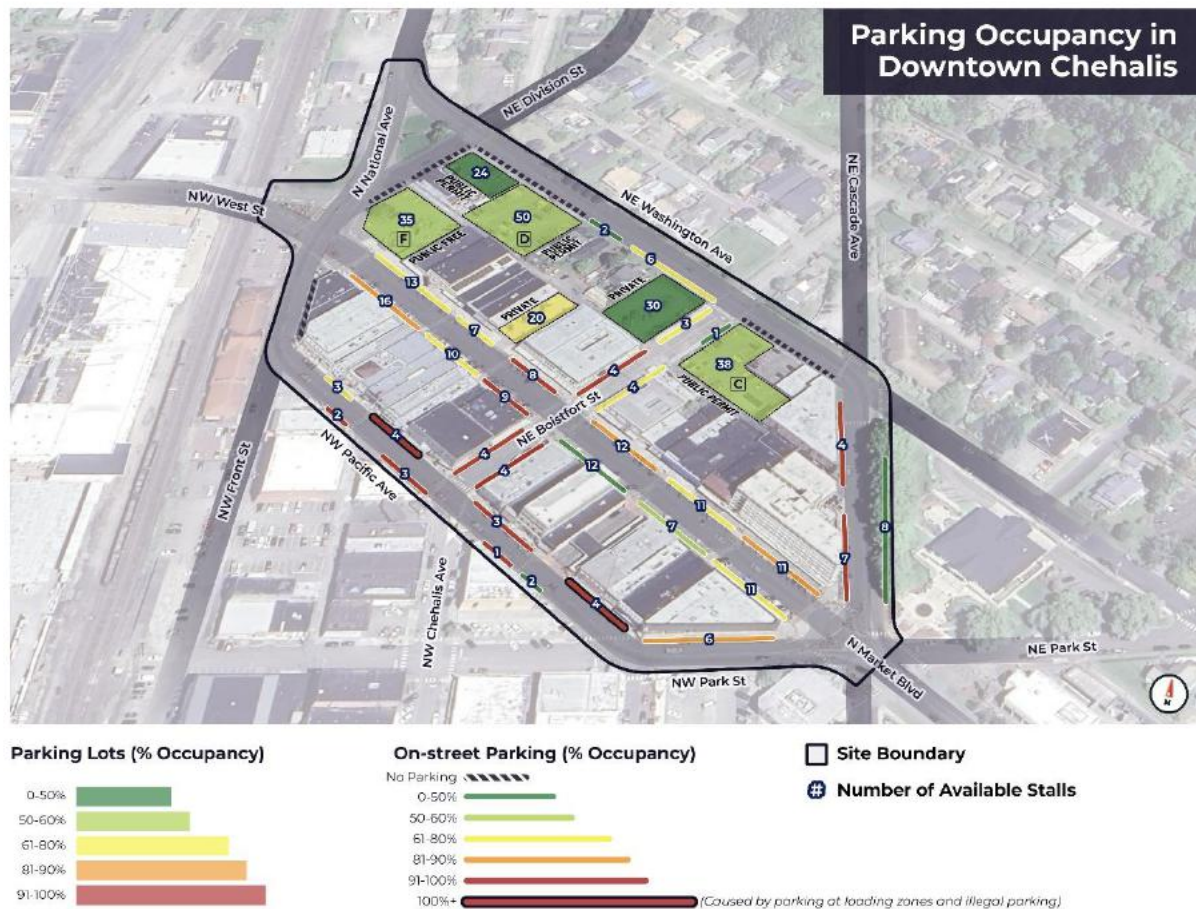 Parking Occupancy in
Downtown Chehalis
NE Division St
N National Ave
NW West St
NE Washington Ave
NE Cascade Ave
24
PUBLIC
PERMIT
35
F
PUBLIC-FREE
50
D
PUBLIC
PERMIT
2
6
PRIVATE
30
PRIVATE
20
3
1
38
C
PUBLIC PERMIT
13
16
7
10
8
9
4
4
NE Boistfort St
3
2
4
3
NW Pacific Ave
NW Front St
4
4
12
12
11
7
11
11
4
7
8
3
1
2
4
6
NW Chehalis Ave
NW Park St
N Market Blvd
NE Park St
N
Parking Lots (% Occupancy)
0-50%
50-60%
61-80%
81-90%
91-100%
On-street Parking (% Occupancy)
No Parking
0-50%
50-60%
61-80%
81-90%
91-100%
100%+ (Caused by parking at loading zones and illegal parking)
Site Boundary
# Number of Available Stalls